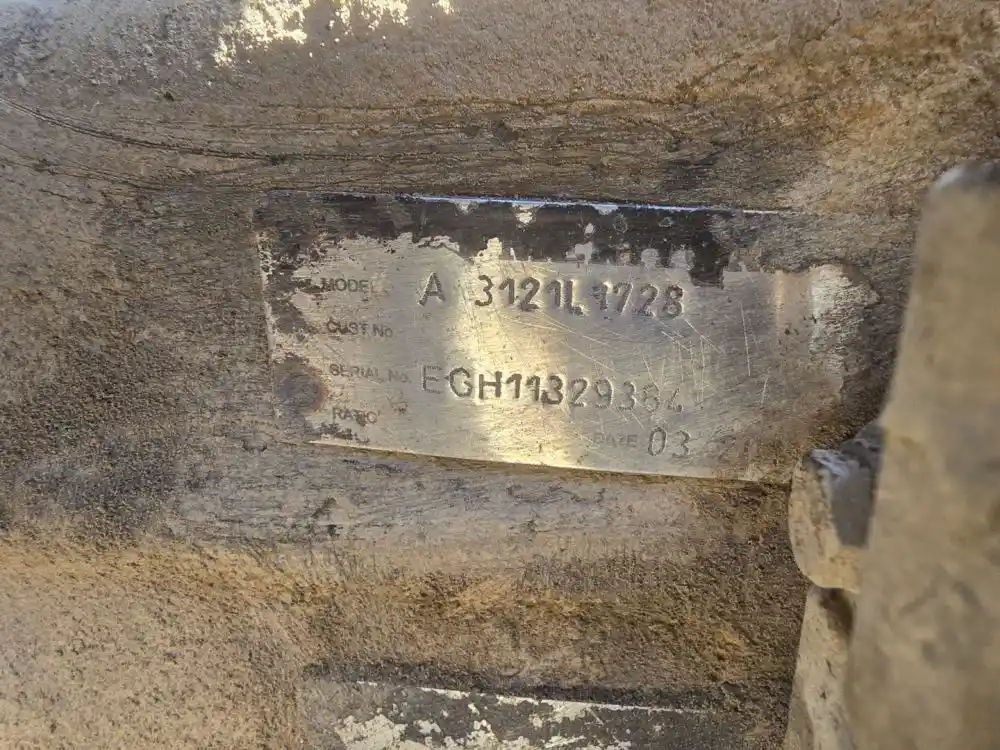 MODEL A 3121L1728
CUST No.
SERIAL No. EGH11329384
RATIO
DATE 03